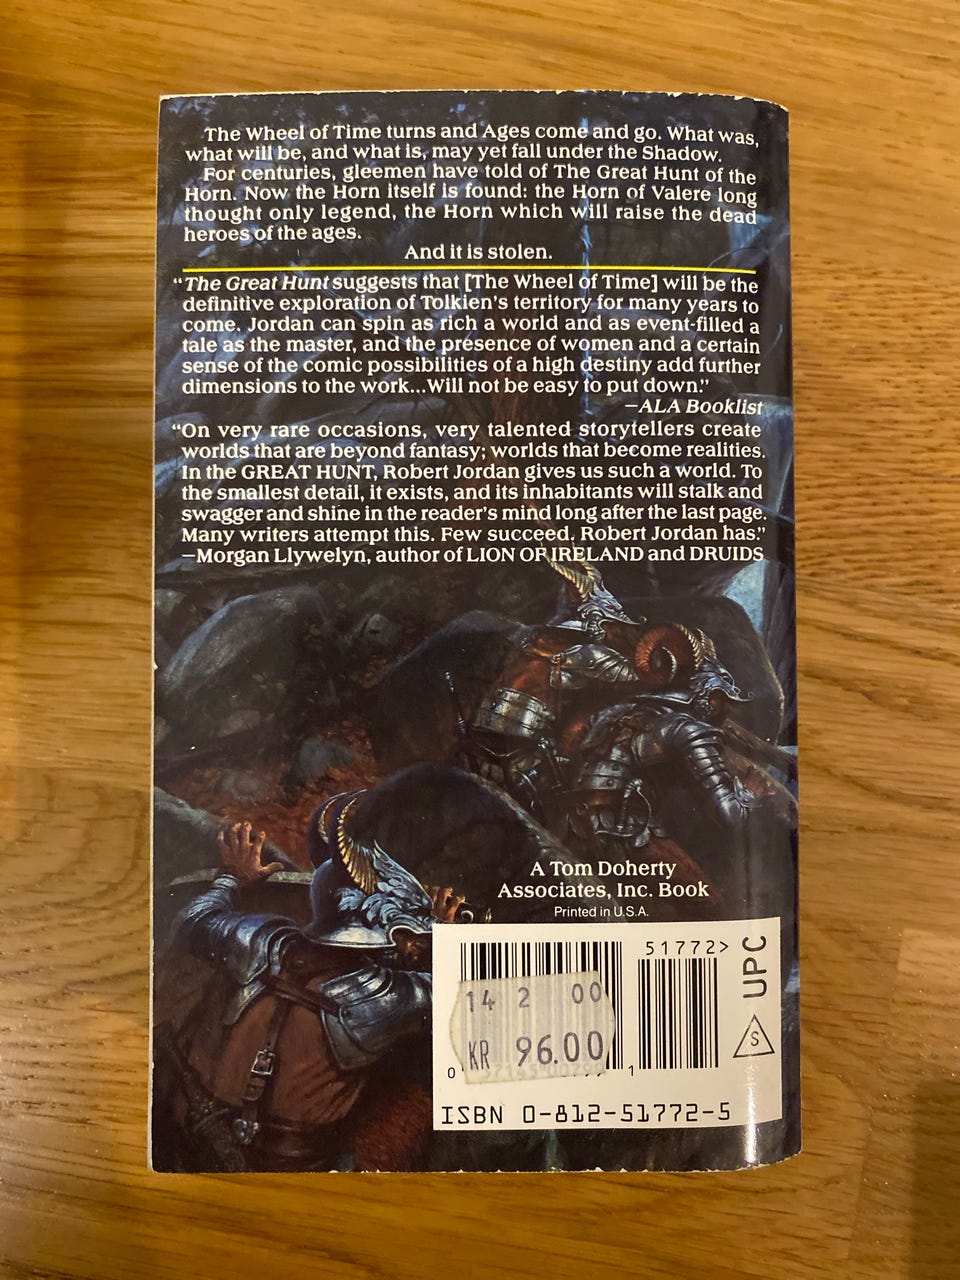 The Wheel of Time turns and Ages come and go. What was,
what will be, and what is, may yet fall under the Shadow.
For centuries, gleemen have told of The Great Hunt of the
Horn. Now the Horn itself is found: the Horn of Valere long
thought only legend, the Horn which will raise the dead
heroes of the ages.
And it is stolen.
“The Great Hunt suggests that [The Wheel of Time] will be the
definitive exploration of Tolkien’s territory for many years to
come. Jordan can spin as rich a world and as event-filled a
tale as the master, and the presence of women and a certain
sense of the comic possibilities of a high destiny add further
dimensions to the work...Will not be easy to put down.”
—ALA Booklist
“On very rare occasions, very talented storytellers create
worlds that are beyond fantasy; worlds that become realities.
In the GREAT HUNT, Robert Jordan gives us such a world. To
the smallest detail, it exists, and its inhabitants will stalk and
swagger and shine in the reader’s mind long after the last page.
Many writers attempt this. Few succeed. Robert Jordan has.”
—Morgan Llywelyn, author of LION OF IRELAND and DRUIDS
A Tom Doherty
Associates, Inc. Book
Printed in U.S.A.
51772>
UPC
S
14 2 00
KR 96.00
0 1
ISBN 0-812-51772-5